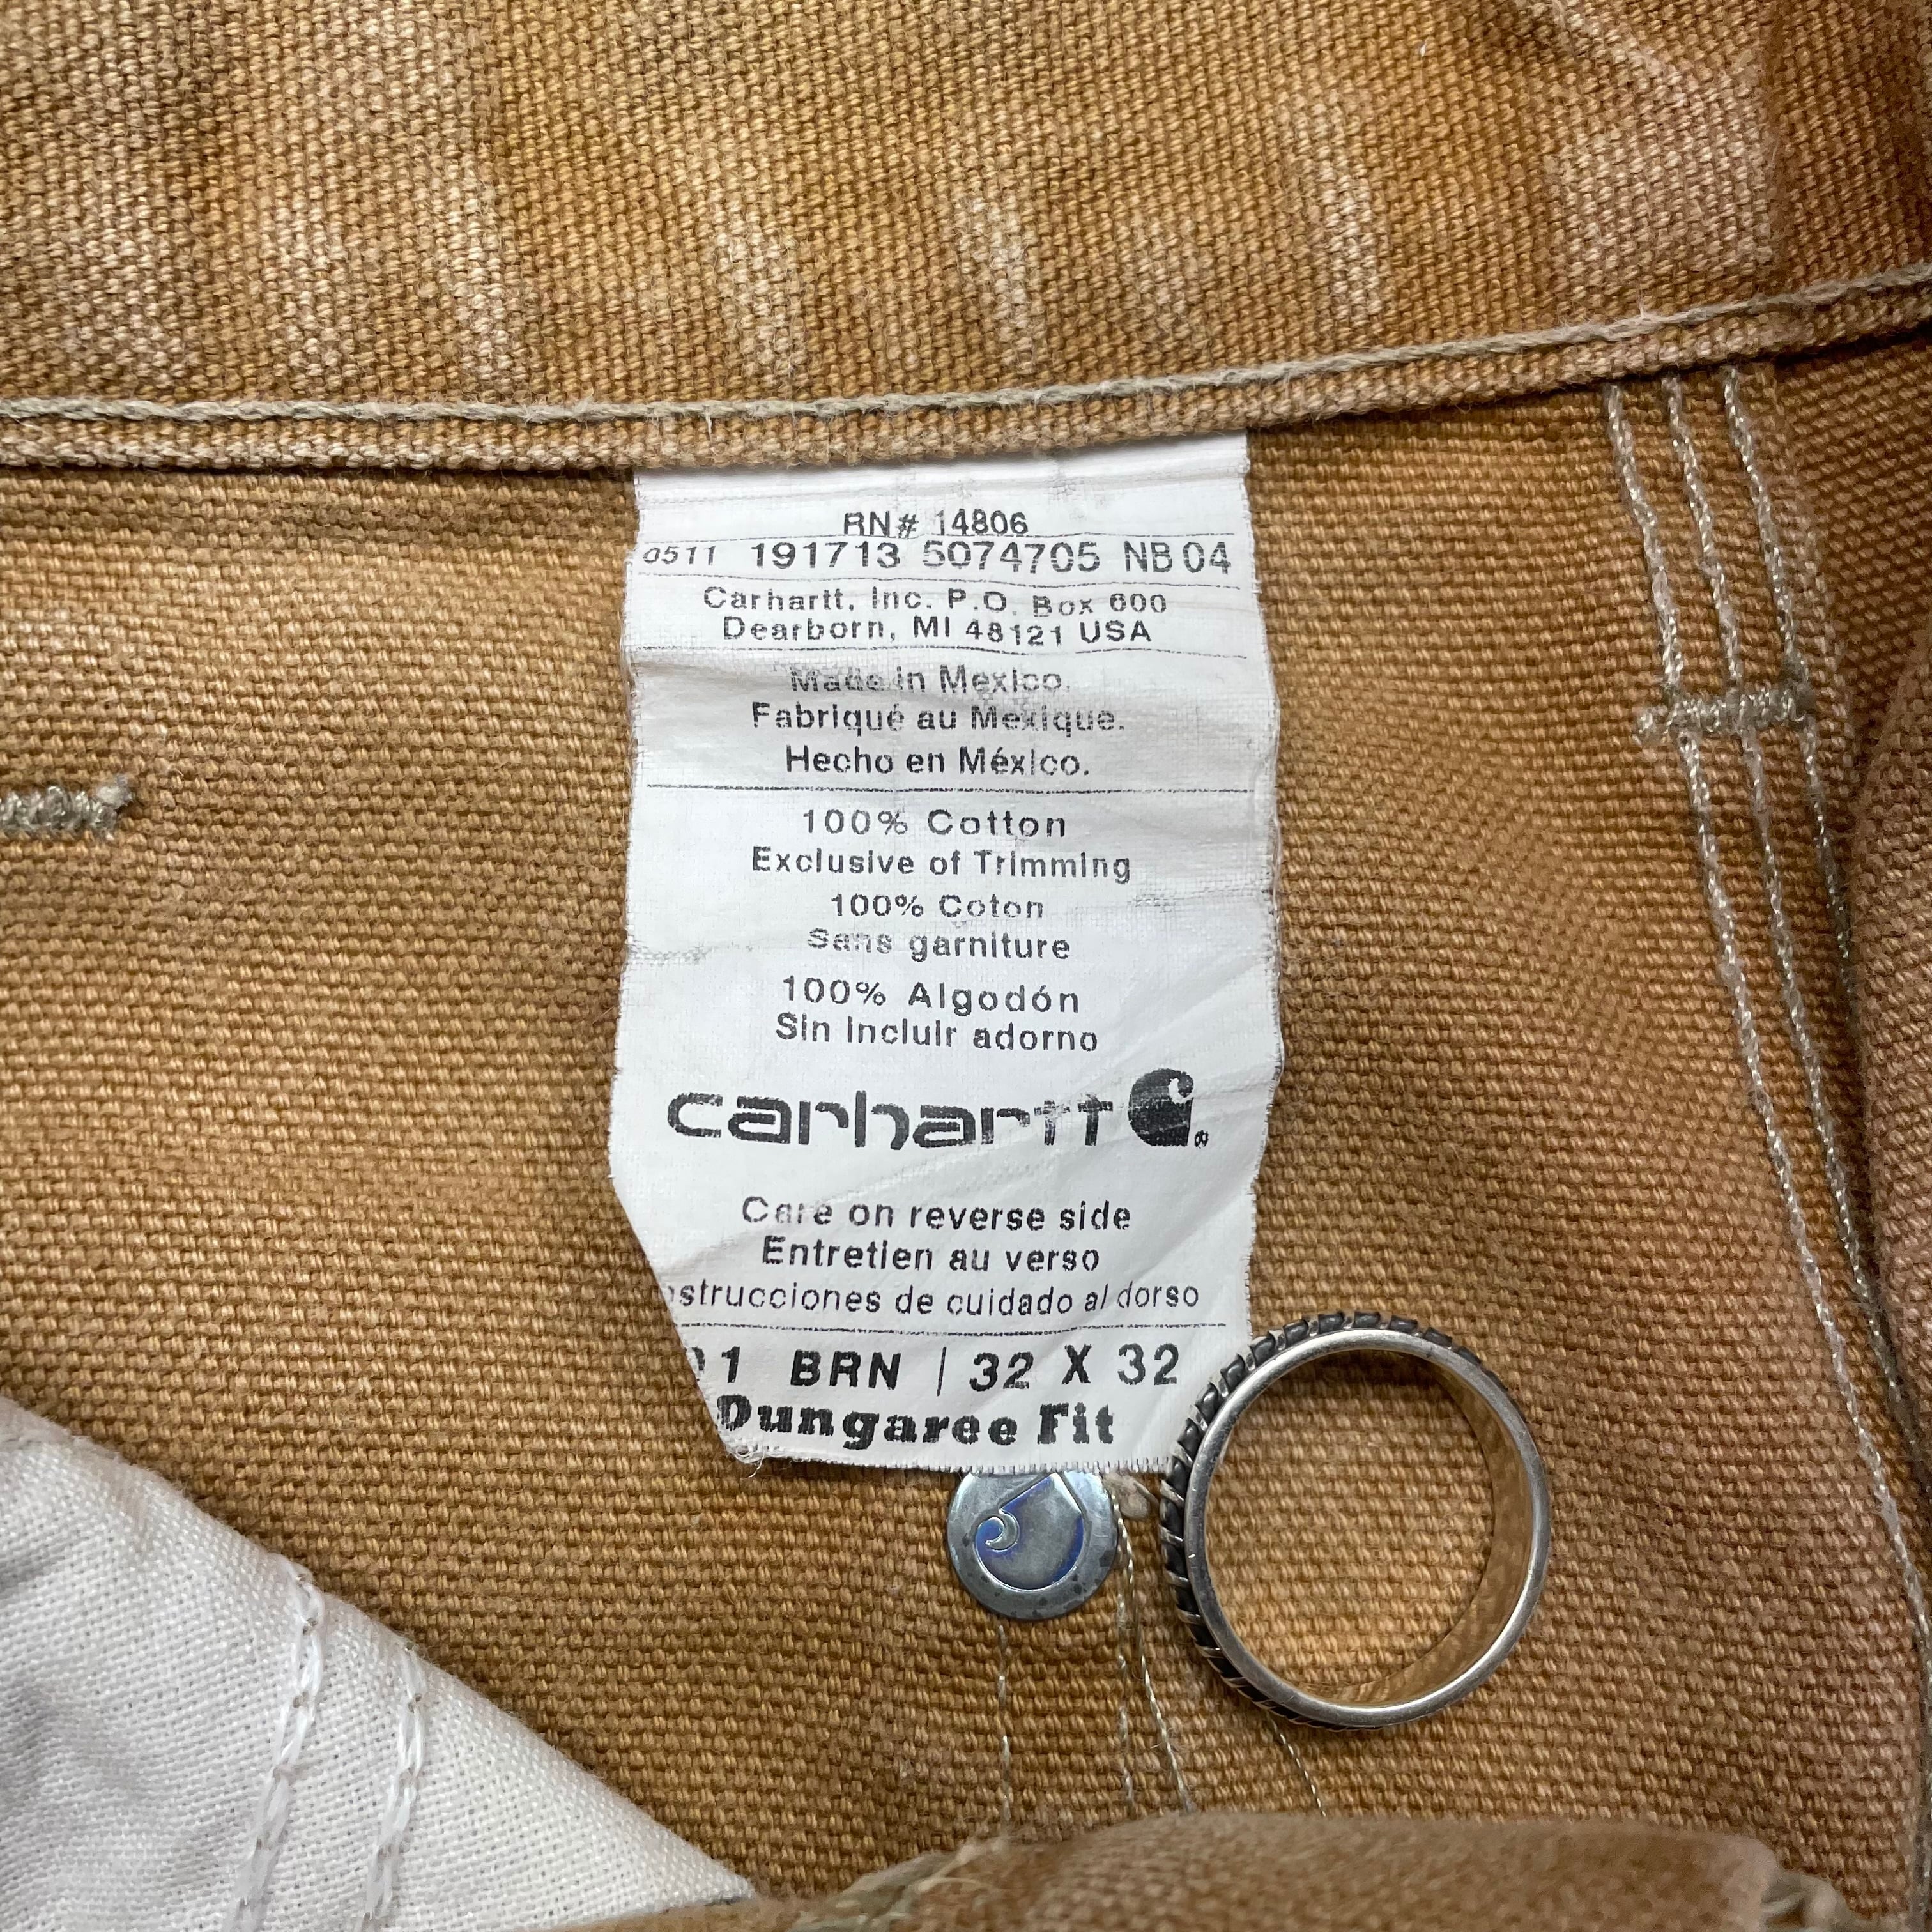 RN# 14806
0511 191713 5074705 NB 04
Carhartt, Inc. P.O. Box 600
Dearborn, MI 48121 USA
Made in Mexico.
Fabriqué au Mexique.
Hecho en México.
100% Cotton
Exclusive of Trimming
100% Coton
Sans garniture
100% Algodón
Sin incluir adorno
carhartt ®
Care on reverse side
Entretien au verso
strucciones de cuidado al dorso
1 BRN | 32 X 32
Dungaree Fit